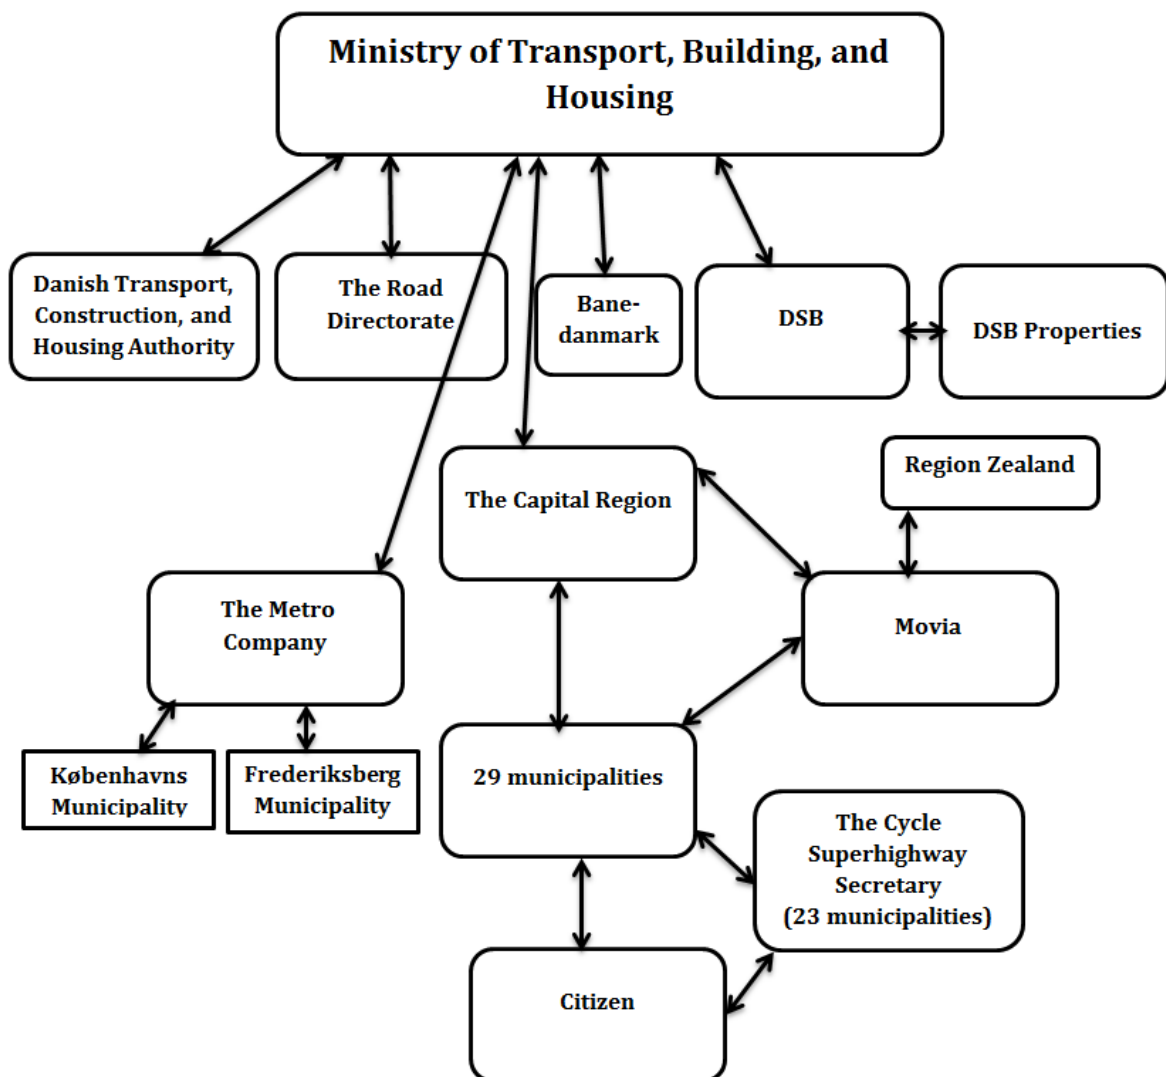 Ministry of Transport, Building, and
Housing
Danish Transport,
Construction, and
Housing Authority
The Road
Directorate
Bane-
danmark
DSB
DSB Properties
Region Zealand
The Capital Region
The Metro
Company
Movia
Københavns
Municipality
Frederiksberg
Municipality
29 municipalities
The Cycle
Superhighway
Secretary
(23 municipalities)
Citizen